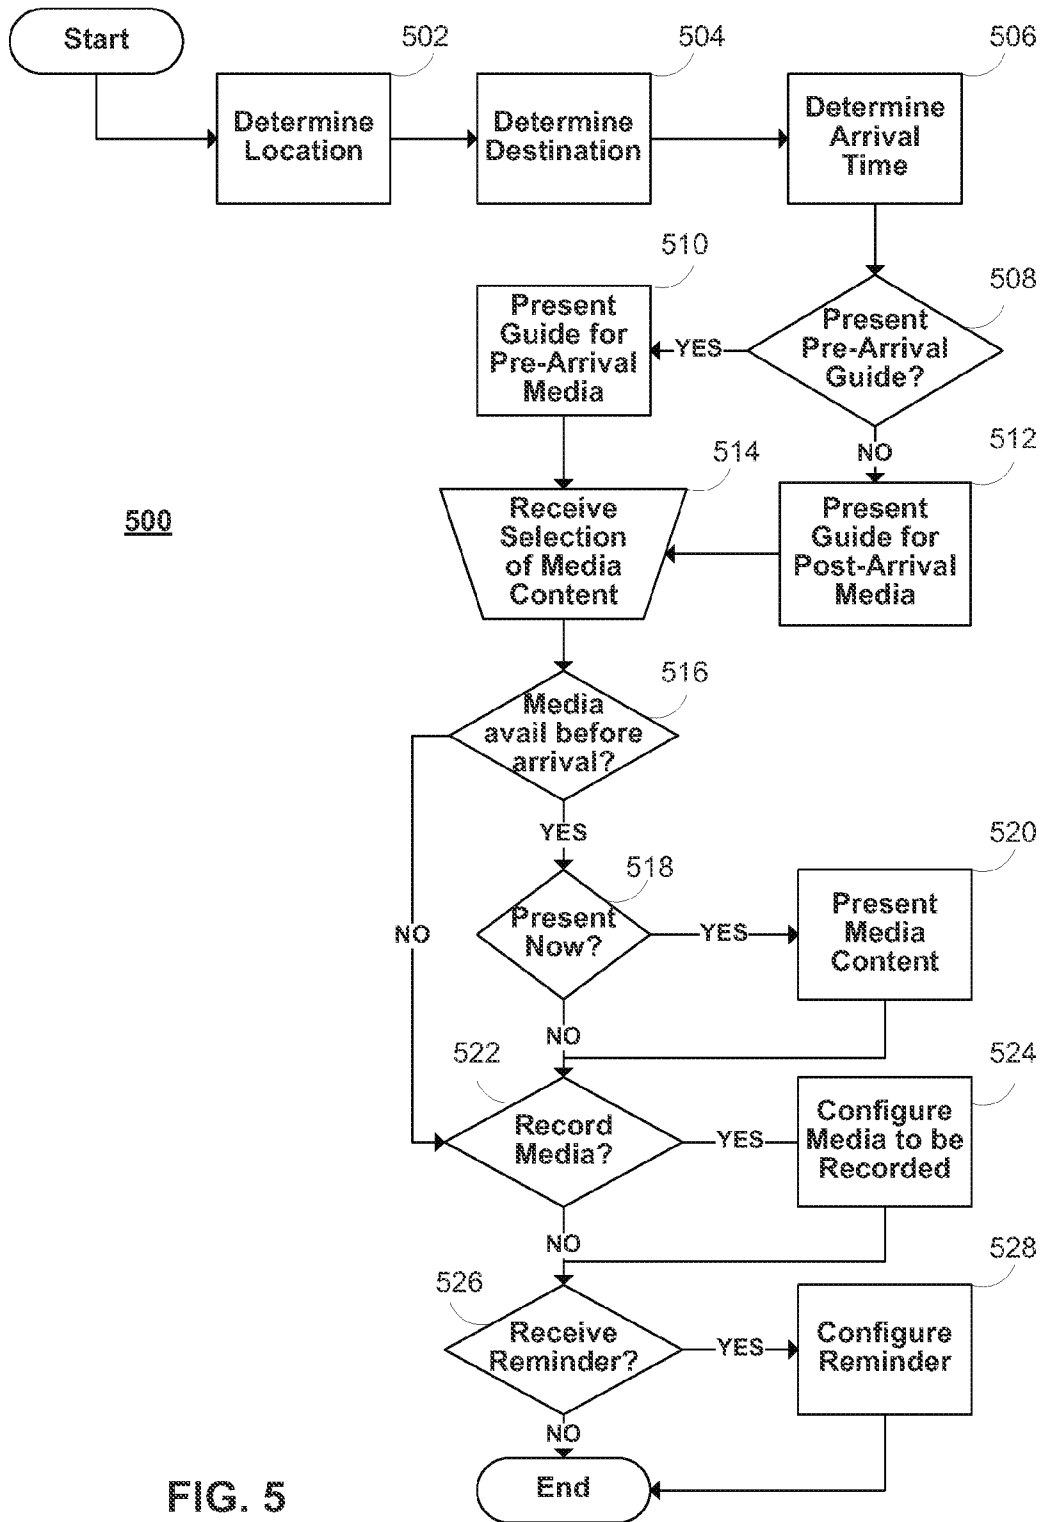 Start
502
504
506
Determine
Location
Determine
Destination
Determine
Arrival
Time
510
508
Present
Guide for
Pre-Arrival
Media
YES
Present
Pre-Arrival
Guide?
NO
514
512
500
Receive
Selection
of Media
Content
Present
Guide for
Post-Arrival
Media
516
Media
avail before
arrival?
YES
518
520
NO
Present
Now?
YES
Present
Media
Content
NO
522
524
Record
Media?
YES
Configure
Media to be
Recorded
NO
526
528
Receive
Reminder?
YES
Configure
Reminder
NO
End
FIG. 5